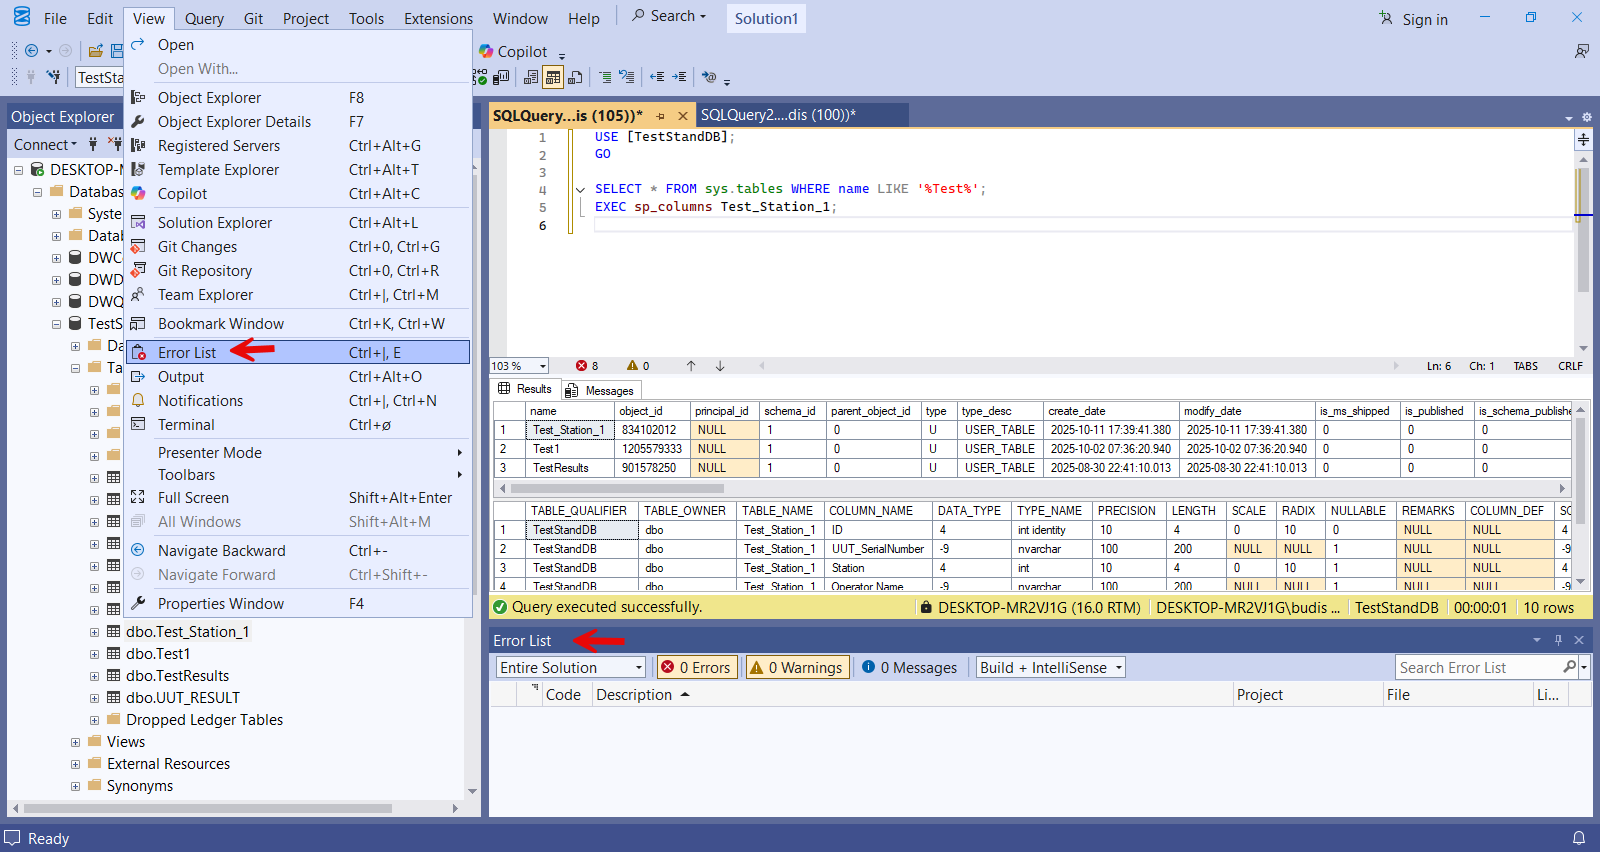 File Edit View Query Git Project Tools Extensions Window Help Search Solution1 Sign in
Open
Open With...
Object Explorer F8
Object Explorer Details F7
Registered Servers Ctrl+Alt+G
Template Explorer Ctrl+Alt+T
Copilot Ctrl+Alt+C
Solution Explorer Ctrl+Alt+L
Git Changes Ctrl+0, Ctrl+G
Git Repository Ctrl+0, Ctrl+R
Team Explorer Ctrl+|, Ctrl+M
Bookmark Window Ctrl+K, Ctrl+W
Error List Ctrl+|, E
Output Ctrl+Alt+O
Notifications Ctrl+|, Ctrl+N
Terminal Ctrl+ø
Presenter Mode
Toolbars
Full Screen Shift+Alt+Enter
All Windows Shift+Alt+M
Navigate Backward Ctrl+-
Navigate Forward Ctrl+Shift+-
Properties Window F4
Copilot
TestSta
Object Explorer
Connect
DESKTOP-M
Databas
Syste
Datab
DWC
DWD
DWQ
TestS
Da
Ta
dbo.Test_Station_1
dbo.Test1
dbo.TestResults
dbo.UUT_RESULT
Dropped Ledger Tables
Views
External Resources
Synonyms
SQLQuery...is (105))* SQLQuery2....dis (100))*
1 USE [TestStandDB];
2 GO
3
4 SELECT * FROM sys.tables WHERE name LIKE '%Test%';
5 EXEC sp_columns Test_Station_1;
6
103 % 8 0 Ln: 6 Ch: 1 TABS CRLF
Results Messages
name object_id principal_id schema_id parent_object_id type type_desc create_date modify_date is_ms_shipped is_published is_schema_publishe
1 Test_Station_1 834102012 NULL 1 0 U USER_TABLE 2025-10-11 17:39:41.380 2025-10-11 17:39:41.380 0 0 0
2 Test1 1205579333 NULL 1 0 U USER_TABLE 2025-10-02 07:36:20.940 2025-10-02 07:36:20.940 0 0 0
3 TestResults 901578250 NULL 1 0 U USER_TABLE 2025-08-30 22:41:10.013 2025-08-30 22:41:10.013 0 0 0
TABLE_QUALIFIER TABLE_OWNER TABLE_NAME COLUMN_NAME DATA_TYPE TYPE_NAME PRECISION LENGTH SCALE RADIX NULLABLE REMARKS COLUMN_DEF SC
1 TestStandDB dbo Test_Station_1 ID 4 int identity 10 4 0 10 0 NULL NULL 4
2 TestStandDB dbo Test_Station_1 UUT_SerialNumber -9 nvarchar 100 200 NULL NULL 1 NULL NULL -9
3 TestStandDB dbo Test_Station_1 Station 4 int 10 4 0 10 1 NULL NULL 4
4 TestStandDB dbo Test_Station_1 Operator Name -9 nvarchar 100 200 NULL NULL 1 NULL NULL -9
Query executed successfully. DESKTOP-MR2VJ1G (16.0 RTM) DESKTOP-MR2VJ1G\budis ... TestStandDB 00:00:01 10 rows
Error List
Entire Solution 0 Errors 0 Warnings 0 Messages Build + IntelliSense Search Error List
Code Description Project File Li...
Ready